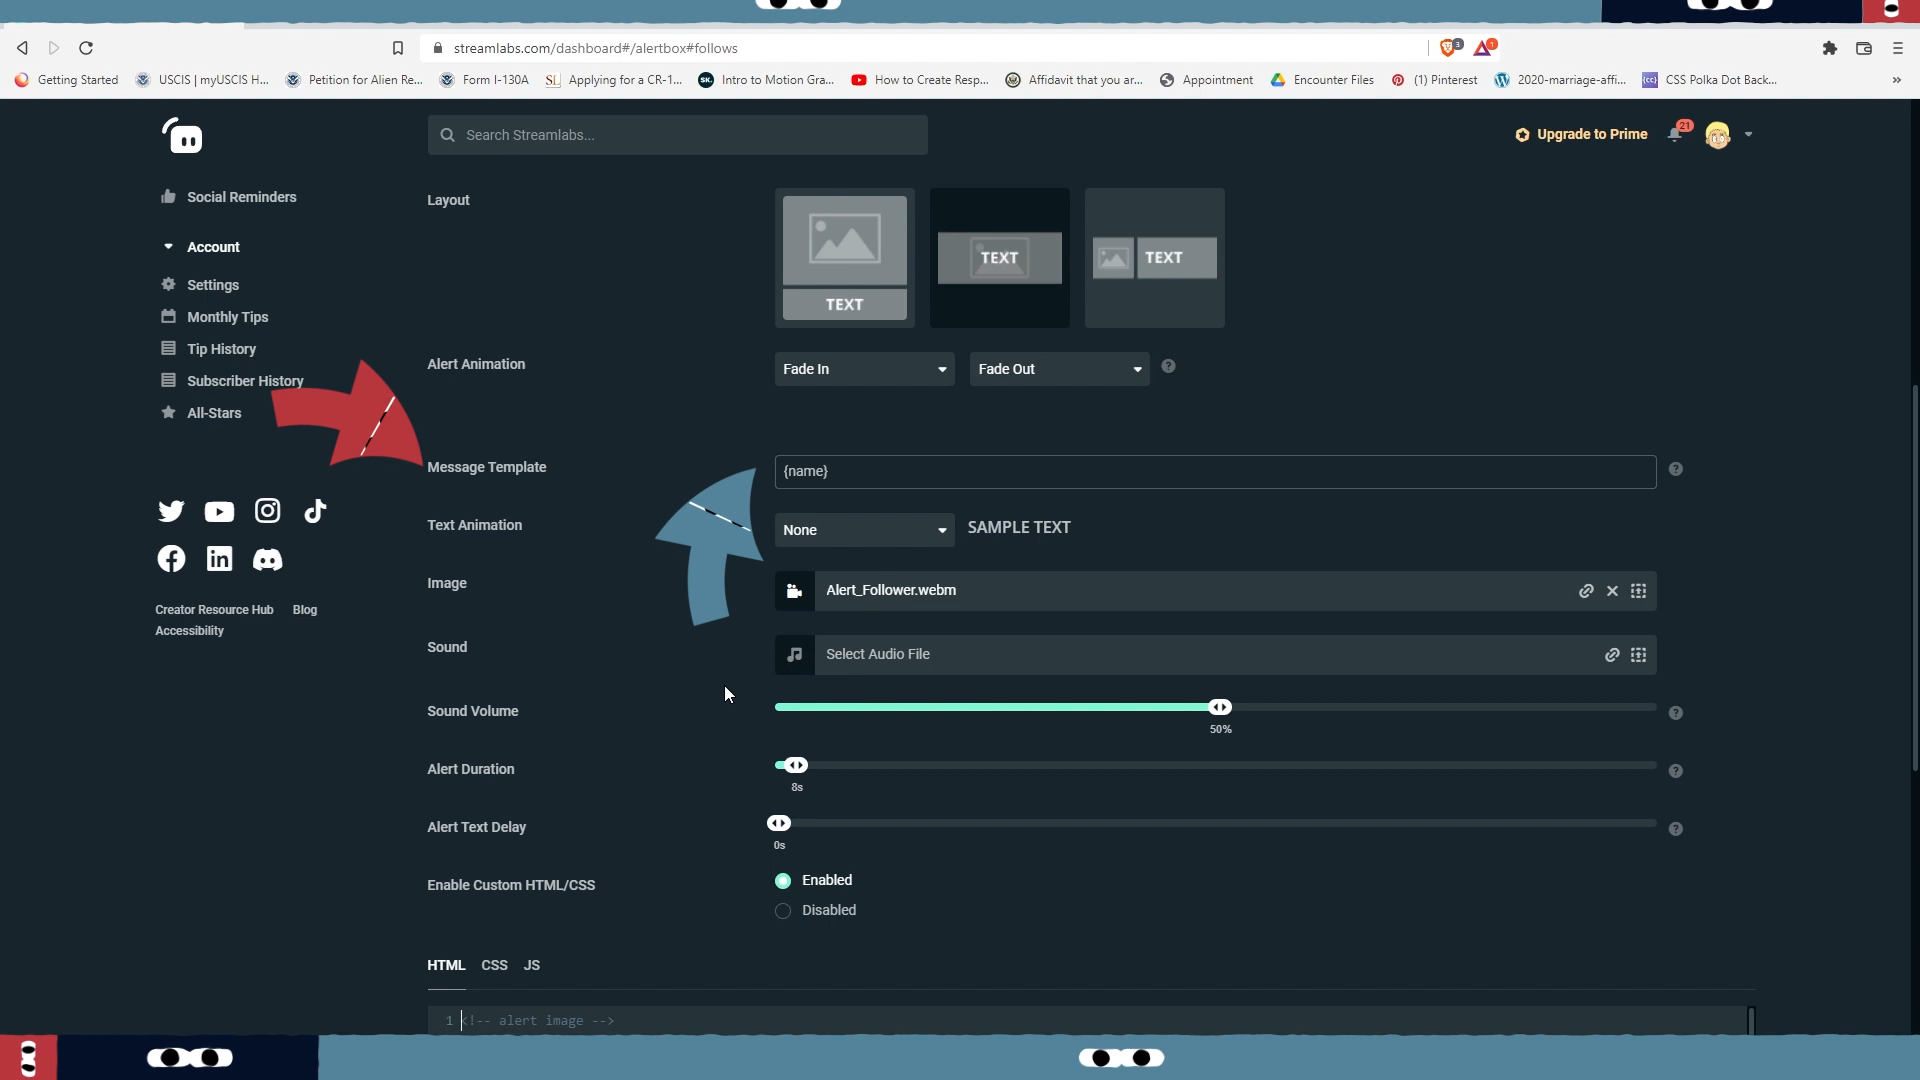 streamlabs.com/dashboard#/alertbox#follows
3
1
Getting Started
USCIS | myUSCIS H...
Petition for Alien Re...
Form I-130A
SL
Applying for a CR-1...
SK.
Intro to Motion Gra...
How to Create Resp...
Affidavit that you ar...
Appointment
Encounter Files
(1) Pinterest
2020-marriage-affi...
CSS Polka Dot Back...
»
Search Streamlabs...
Upgrade to Prime
21
Social Reminders
Account
Settings
Monthly Tips
Tip History
Subscriber History
All-Stars
Creator Resource Hub
Blog
Accessibility
Layout
TEXT
TEXT
TEXT
Alert Animation
Fade In
Fade Out
?
Message Template
{name}
?
Text Animation
None
SAMPLE TEXT
Image
Alert_Follower.webm
Sound
Select Audio File
Sound Volume
50%
?
Alert Duration
8s
?
Alert Text Delay
0s
?
Enable Custom HTML/CSS
Enabled
Disabled
HTML
CSS
JS
1 <!-- alert image -->